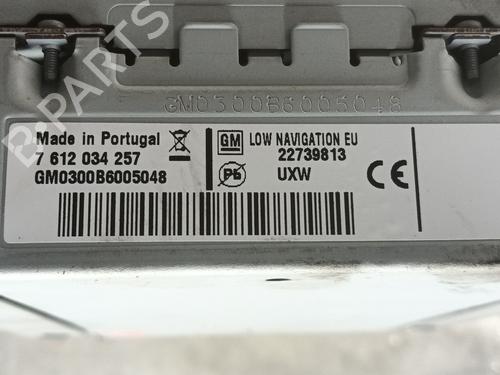 B-PARTS
GM0300B6005048
Made in Portugal
7 612 034 257
GM0300B6005048
GM
LOW NAVIGATION EU
22739813
Pb
UXW
CE